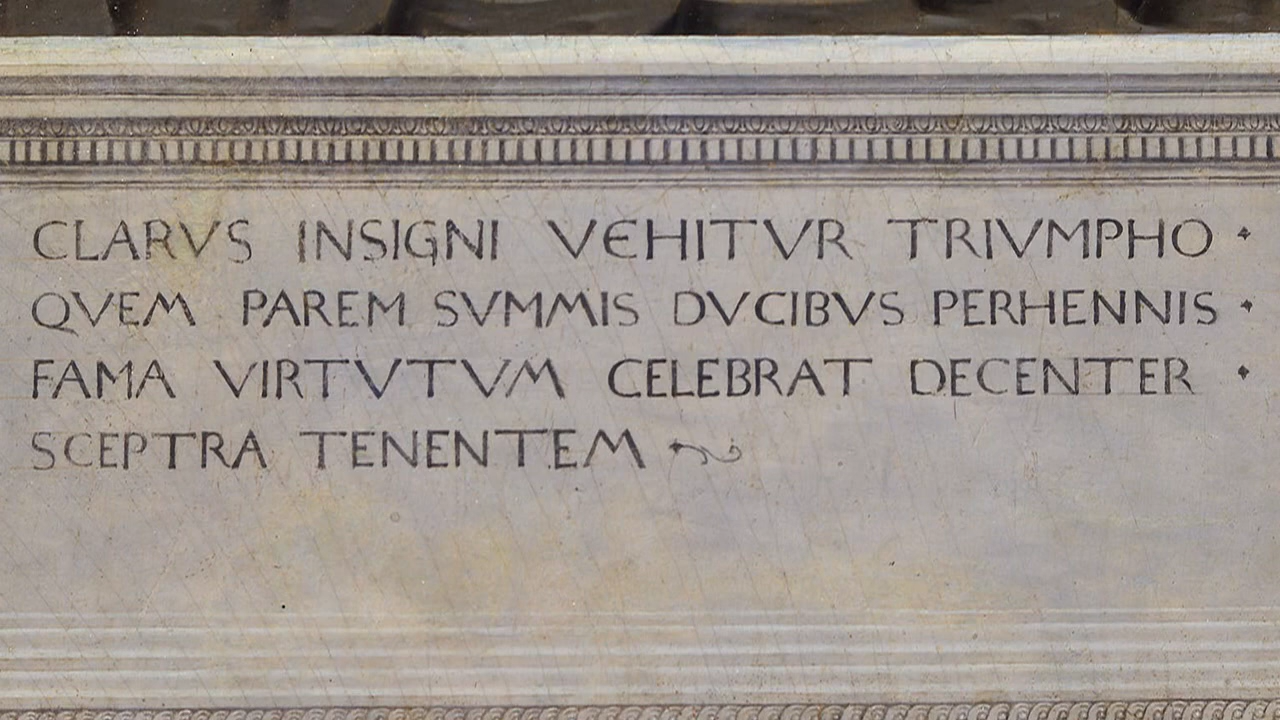 CLARVS INSIGNI VEHITVR TRIVMPHO ·
QVEM PAREM SVMMIS DVCIBVS PERHENNIS ·
FAMA VIRTVTVM CELEBRAT DECENTER ·
SCEPTRA TENENTEM